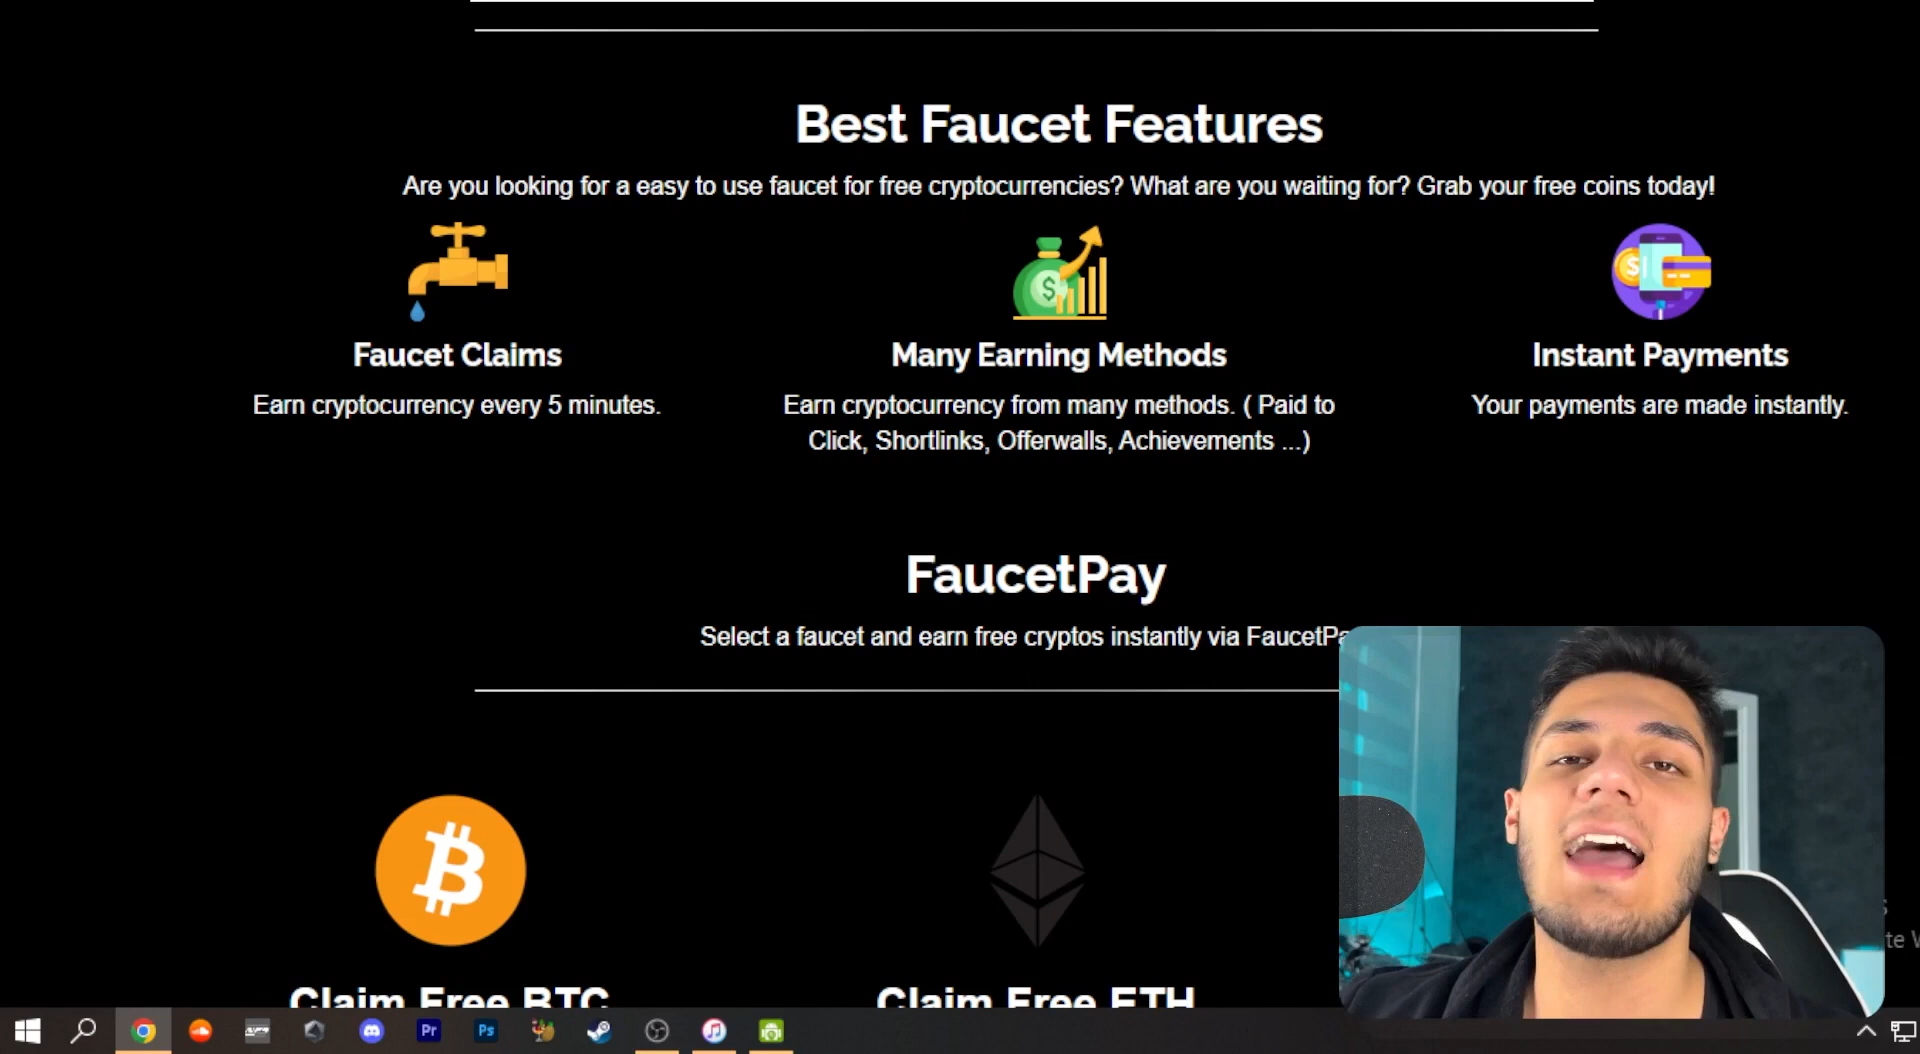 Best Faucet Features
Are you looking for a easy to use faucet for free cryptocurrencies? What are you waiting for? Grab your free coins today!
Faucet Claims
Earn cryptocurrency every 5 minutes.
Many Earning Methods
Earn cryptocurrency from many methods. ( Paid to
Click, Shortlinks, Offerwalls, Achievements ...)
Instant Payments
Your payments are made instantly.
FaucetPay
Select a faucet and earn free cryptos instantly via FaucetPa
Claim Free BTC
Claim Free ETH
Pr
Ps